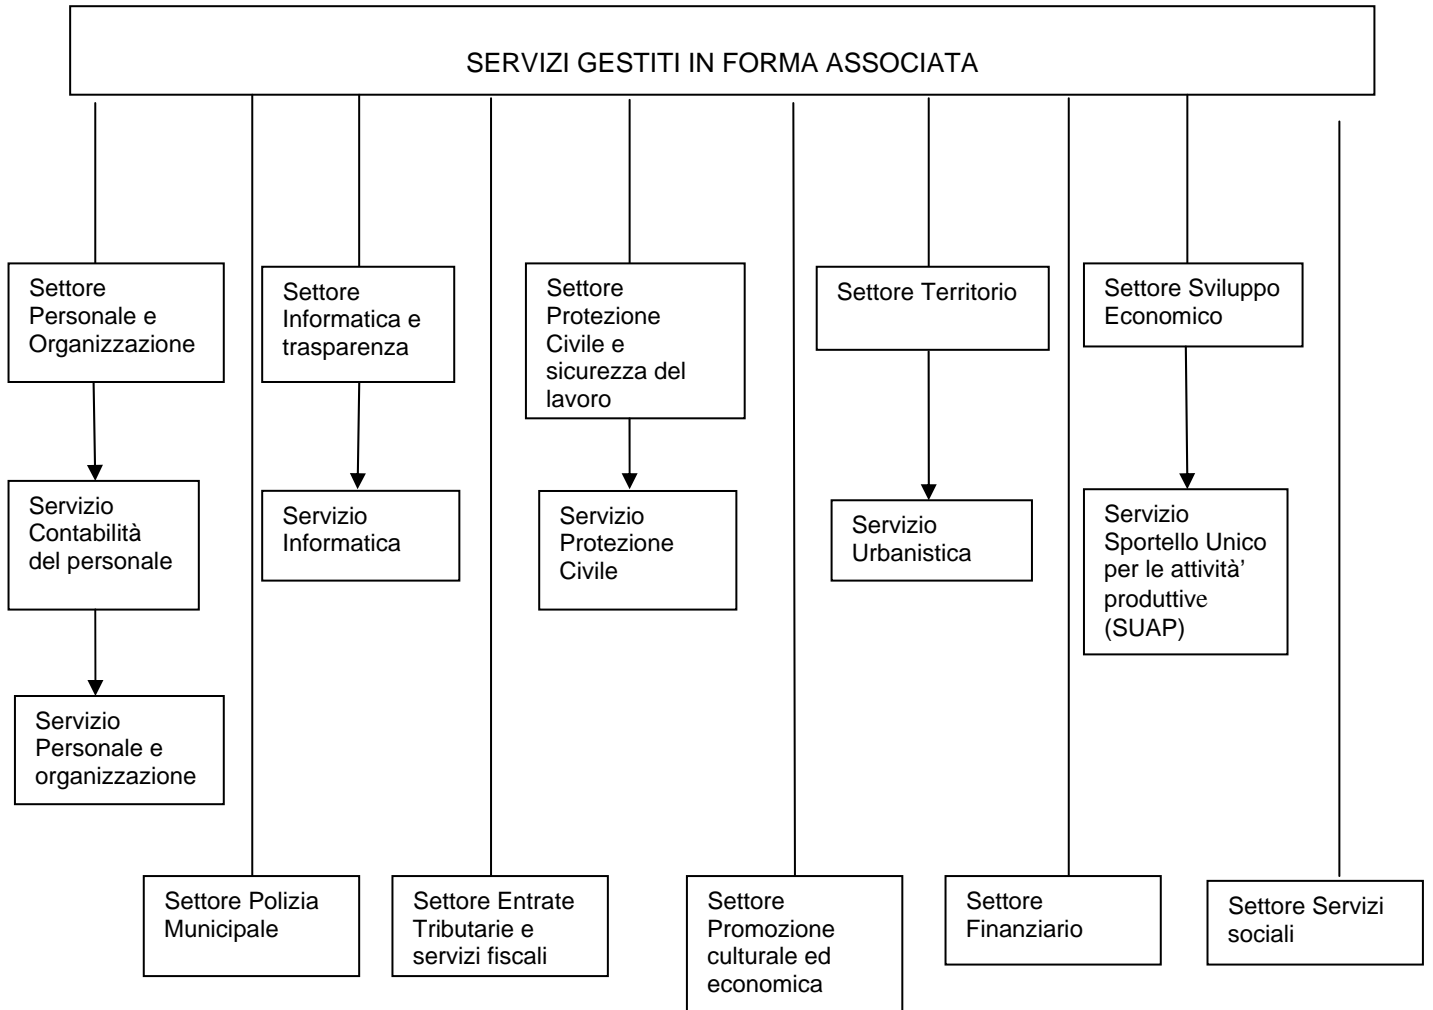 SERVIZI GESTITI IN FORMA ASSOCIATA
Settore
Personale e
Organizzazione
Settore
Informatica e
trasparenza
Settore
Protezione
Civile e
sicurezza del
lavoro
Settore Territorio
Settore Sviluppo
Economico
Servizio
Contabilità
del personale
Servizio
Informatica
Servizio
Protezione
Civile
Servizio
Urbanistica
Servizio
Sportello Unico
per le attività’
produttive
(SUAP)
Servizio
Personale e
organizzazione
Settore Polizia
Municipale
Settore Entrate
Tributarie e
servizi fiscali
Settore
Promozione
culturale ed
economica
Settore
Finanziario
Settore Servizi
sociali